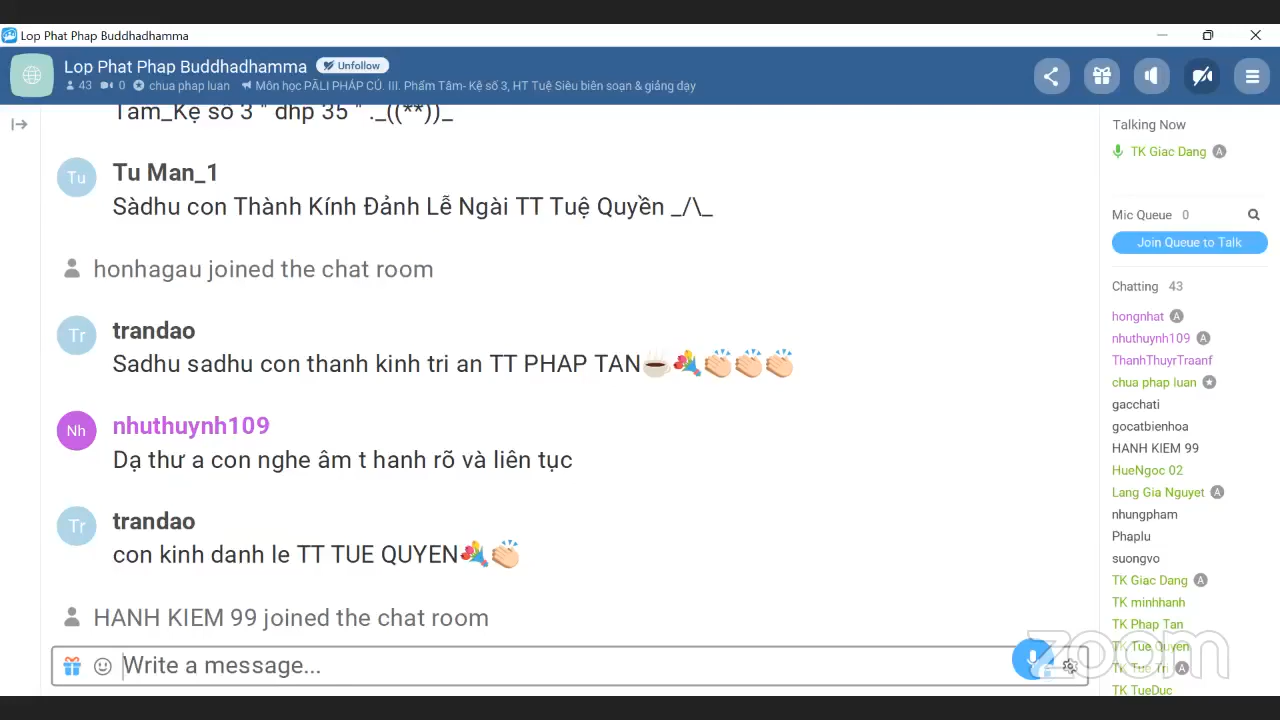 Lop Phat Phap Buddhadhamma
Lop Phat Phap Buddhadhamma Unfollow
43 0 chua phap luan Môn học PĀLI PHÁP CÚ. III. Phẩm Tâm- Kệ số 3, HT Tuệ Siêu biên soạn & giảng dạy
Tâm_Kệ số 3 " dhp 35 " ._((**))_
Tu Tu Man_1
Sàdhu con Thành Kính Đảnh Lễ Ngài TT Tuệ Quyền _/\_
honhagau joined the chat room
Tr trandao
Sadhu sadhu con thanh kinh tri an TT PHAP TAN☕💐👏🏻👏🏻👏🏻
Nh nhuthuynh109
Dạ thư a con nghe âm t hanh rõ và liên tục
Tr trandao
con kinh danh le TT TUE QUYEN💐👏🏻
HANH KIEM 99 joined the chat room
Write a message...
Talking Now
TK Giac Dang A
Mic Queue 0
Join Queue to Talk
Chatting 43
hongnhat A
nhuthuynh109 A
ThanhThuyrTraanf
chua phap luan
gacchati
gocatbienhoa
HANH KIEM 99
HueNgoc 02
Lang Gia Nguyet A
nhungpham
Phaplu
suongvo
TK Giac Dang A
TK minhhanh
TK Phap Tan
TK Tue Quyen
TK Tue Tri A
TK TueDuc
zoom